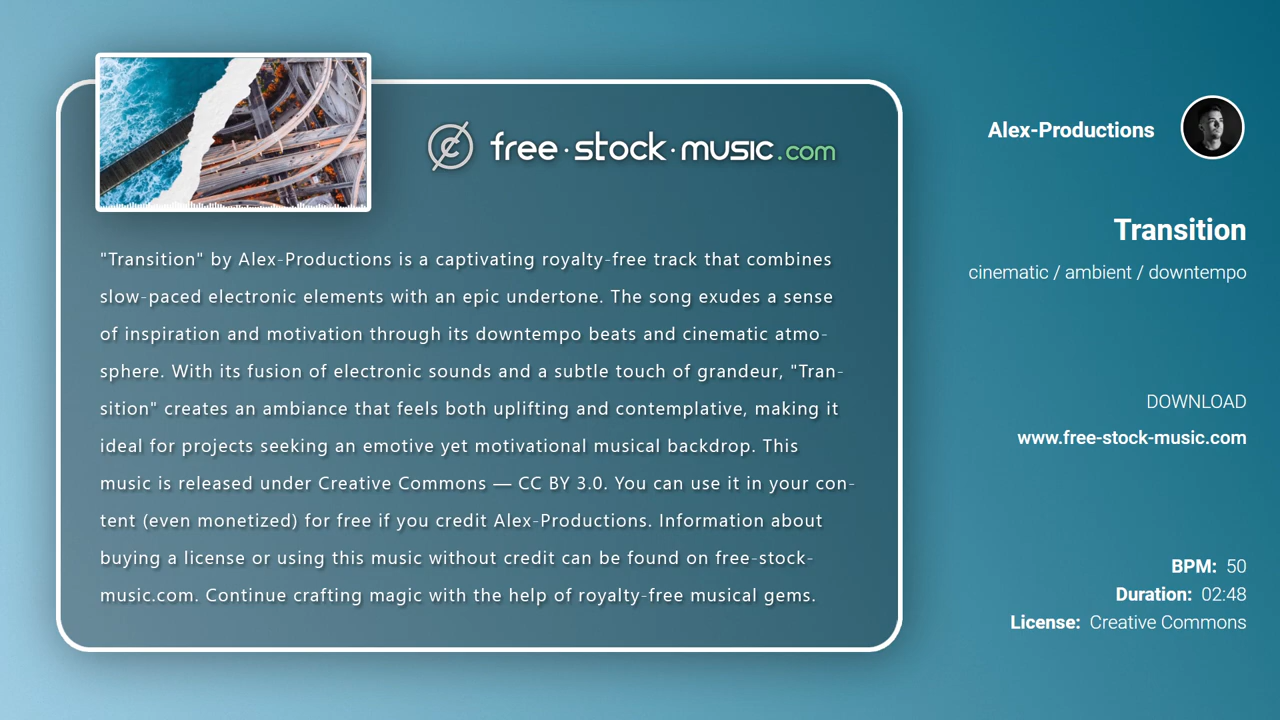 free·stock·music.com
"Transition" by Alex-Productions is a captivating royalty-free track that combines
slow-paced electronic elements with an epic undertone. The song exudes a sense
of inspiration and motivation through its downtempo beats and cinematic atmo-
sphere. With its fusion of electronic sounds and a subtle touch of grandeur, "Tran-
sition" creates an ambiance that feels both uplifting and contemplative, making it
ideal for projects seeking an emotive yet motivational musical backdrop. This
music is released under Creative Commons — CC BY 3.0. You can use it in your con-
tent (even monetized) for free if you credit Alex-Productions. Information about
buying a license or using this music without credit can be found on free-stock-
music.com. Continue crafting magic with the help of royalty-free musical gems.
Alex-Productions
Transition
cinematic / ambient / downtempo
DOWNLOAD
www.free-stock-music.com
BPM: 50
Duration: 02:48
License: Creative Commons